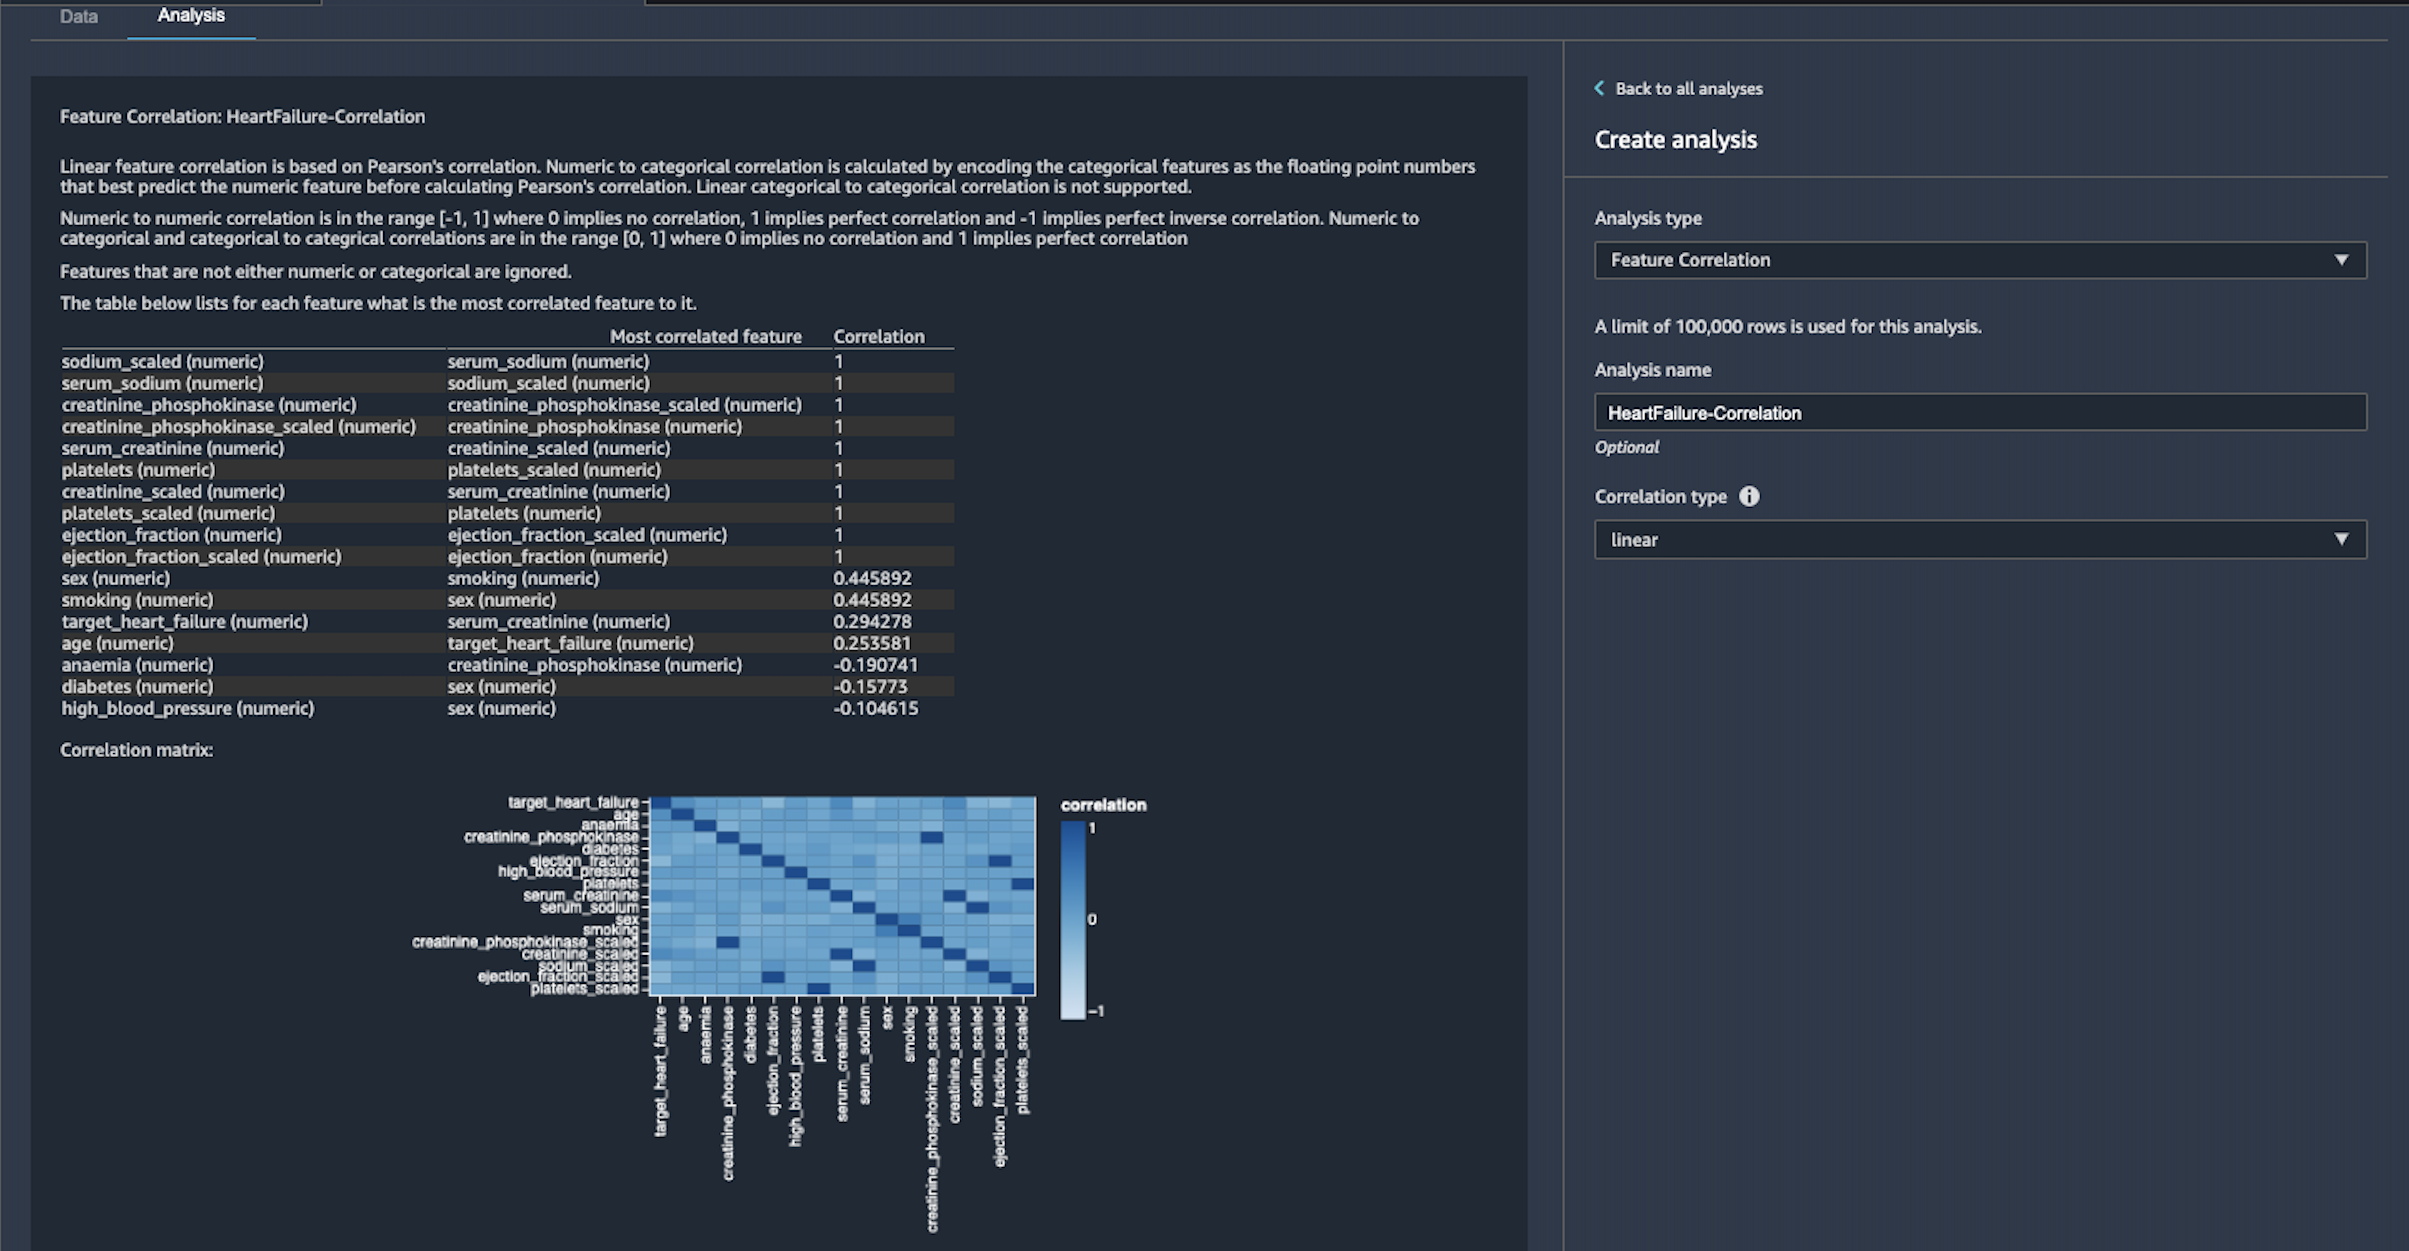 Data Analysis
Feature Correlation: HeartFailure-Correlation
Linear feature correlation is based on Pearson's correlation. Numeric to categorical correlation is calculated by encoding the categorical features as the floating point numbers
that best predict the numeric feature before calculating Pearson's correlation. Linear categorical to categorical correlation is not supported.
Numeric to numeric correlation is in the range [-1, 1] where 0 implies no correlation, 1 implies perfect correlation and -1 implies perfect inverse correlation. Numeric to
categorical and categorical to categrical correlations are in the range [0, 1] where 0 implies no correlation and 1 implies perfect correlation
Features that are not either numeric or categorical are ignored.
The table below lists for each feature what is the most correlated feature to it.
Most correlated feature Correlation
sodium_scaled (numeric) serum_sodium (numeric) 1
serum_sodium (numeric) sodium_scaled (numeric) 1
creatinine_phosphokinase (numeric) creatinine_phosphokinase_scaled (numeric) 1
creatinine_phosphokinase_scaled (numeric) creatinine_phosphokinase (numeric) 1
serum_creatinine (numeric) creatinine_scaled (numeric) 1
platelets (numeric) platelets_scaled (numeric) 1
creatinine_scaled (numeric) serum_creatinine (numeric) 1
platelets_scaled (numeric) platelets (numeric) 1
ejection_fraction (numeric) ejection_fraction_scaled (numeric) 1
ejection_fraction_scaled (numeric) ejection_fraction (numeric) 1
sex (numeric) smoking (numeric) 0.445892
smoking (numeric) sex (numeric) 0.445892
target_heart_failure (numeric) serum_creatinine (numeric) 0.294278
age (numeric) target_heart_failure (numeric) 0.253581
anaemia (numeric) creatinine_phosphokinase (numeric) -0.190741
diabetes (numeric) sex (numeric) -0.15773
high_blood_pressure (numeric) sex (numeric) -0.104615
Correlation matrix:
target_heart_failure
age
anaemia
creatinine_phosphokinase
diabetes
ejection_fraction
high_blood_pressure
platelets
serum_creatinine
serum_sodium
sex
smoking
creatinine_phosphokinase_scaled
creatinine_scaled
sodium_scaled
ejection_fraction_scaled
platelets_scaled
target_heart_failure
age
anaemia
creatinine_phosphokinase
diabetes
ejection_fraction
high_blood_pressure
platelets
serum_creatinine
serum_sodium
sex
smoking
creatinine_phosphokinase_scaled
creatinine_scaled
sodium_scaled
ejection_fraction_scaled
platelets_scaled
correlation
1
0
−1
Back to all analyses
Create analysis
Analysis type
Feature Correlation
A limit of 100,000 rows is used for this analysis.
Analysis name
HeartFailure-Correlation
Optional
Correlation type
linear